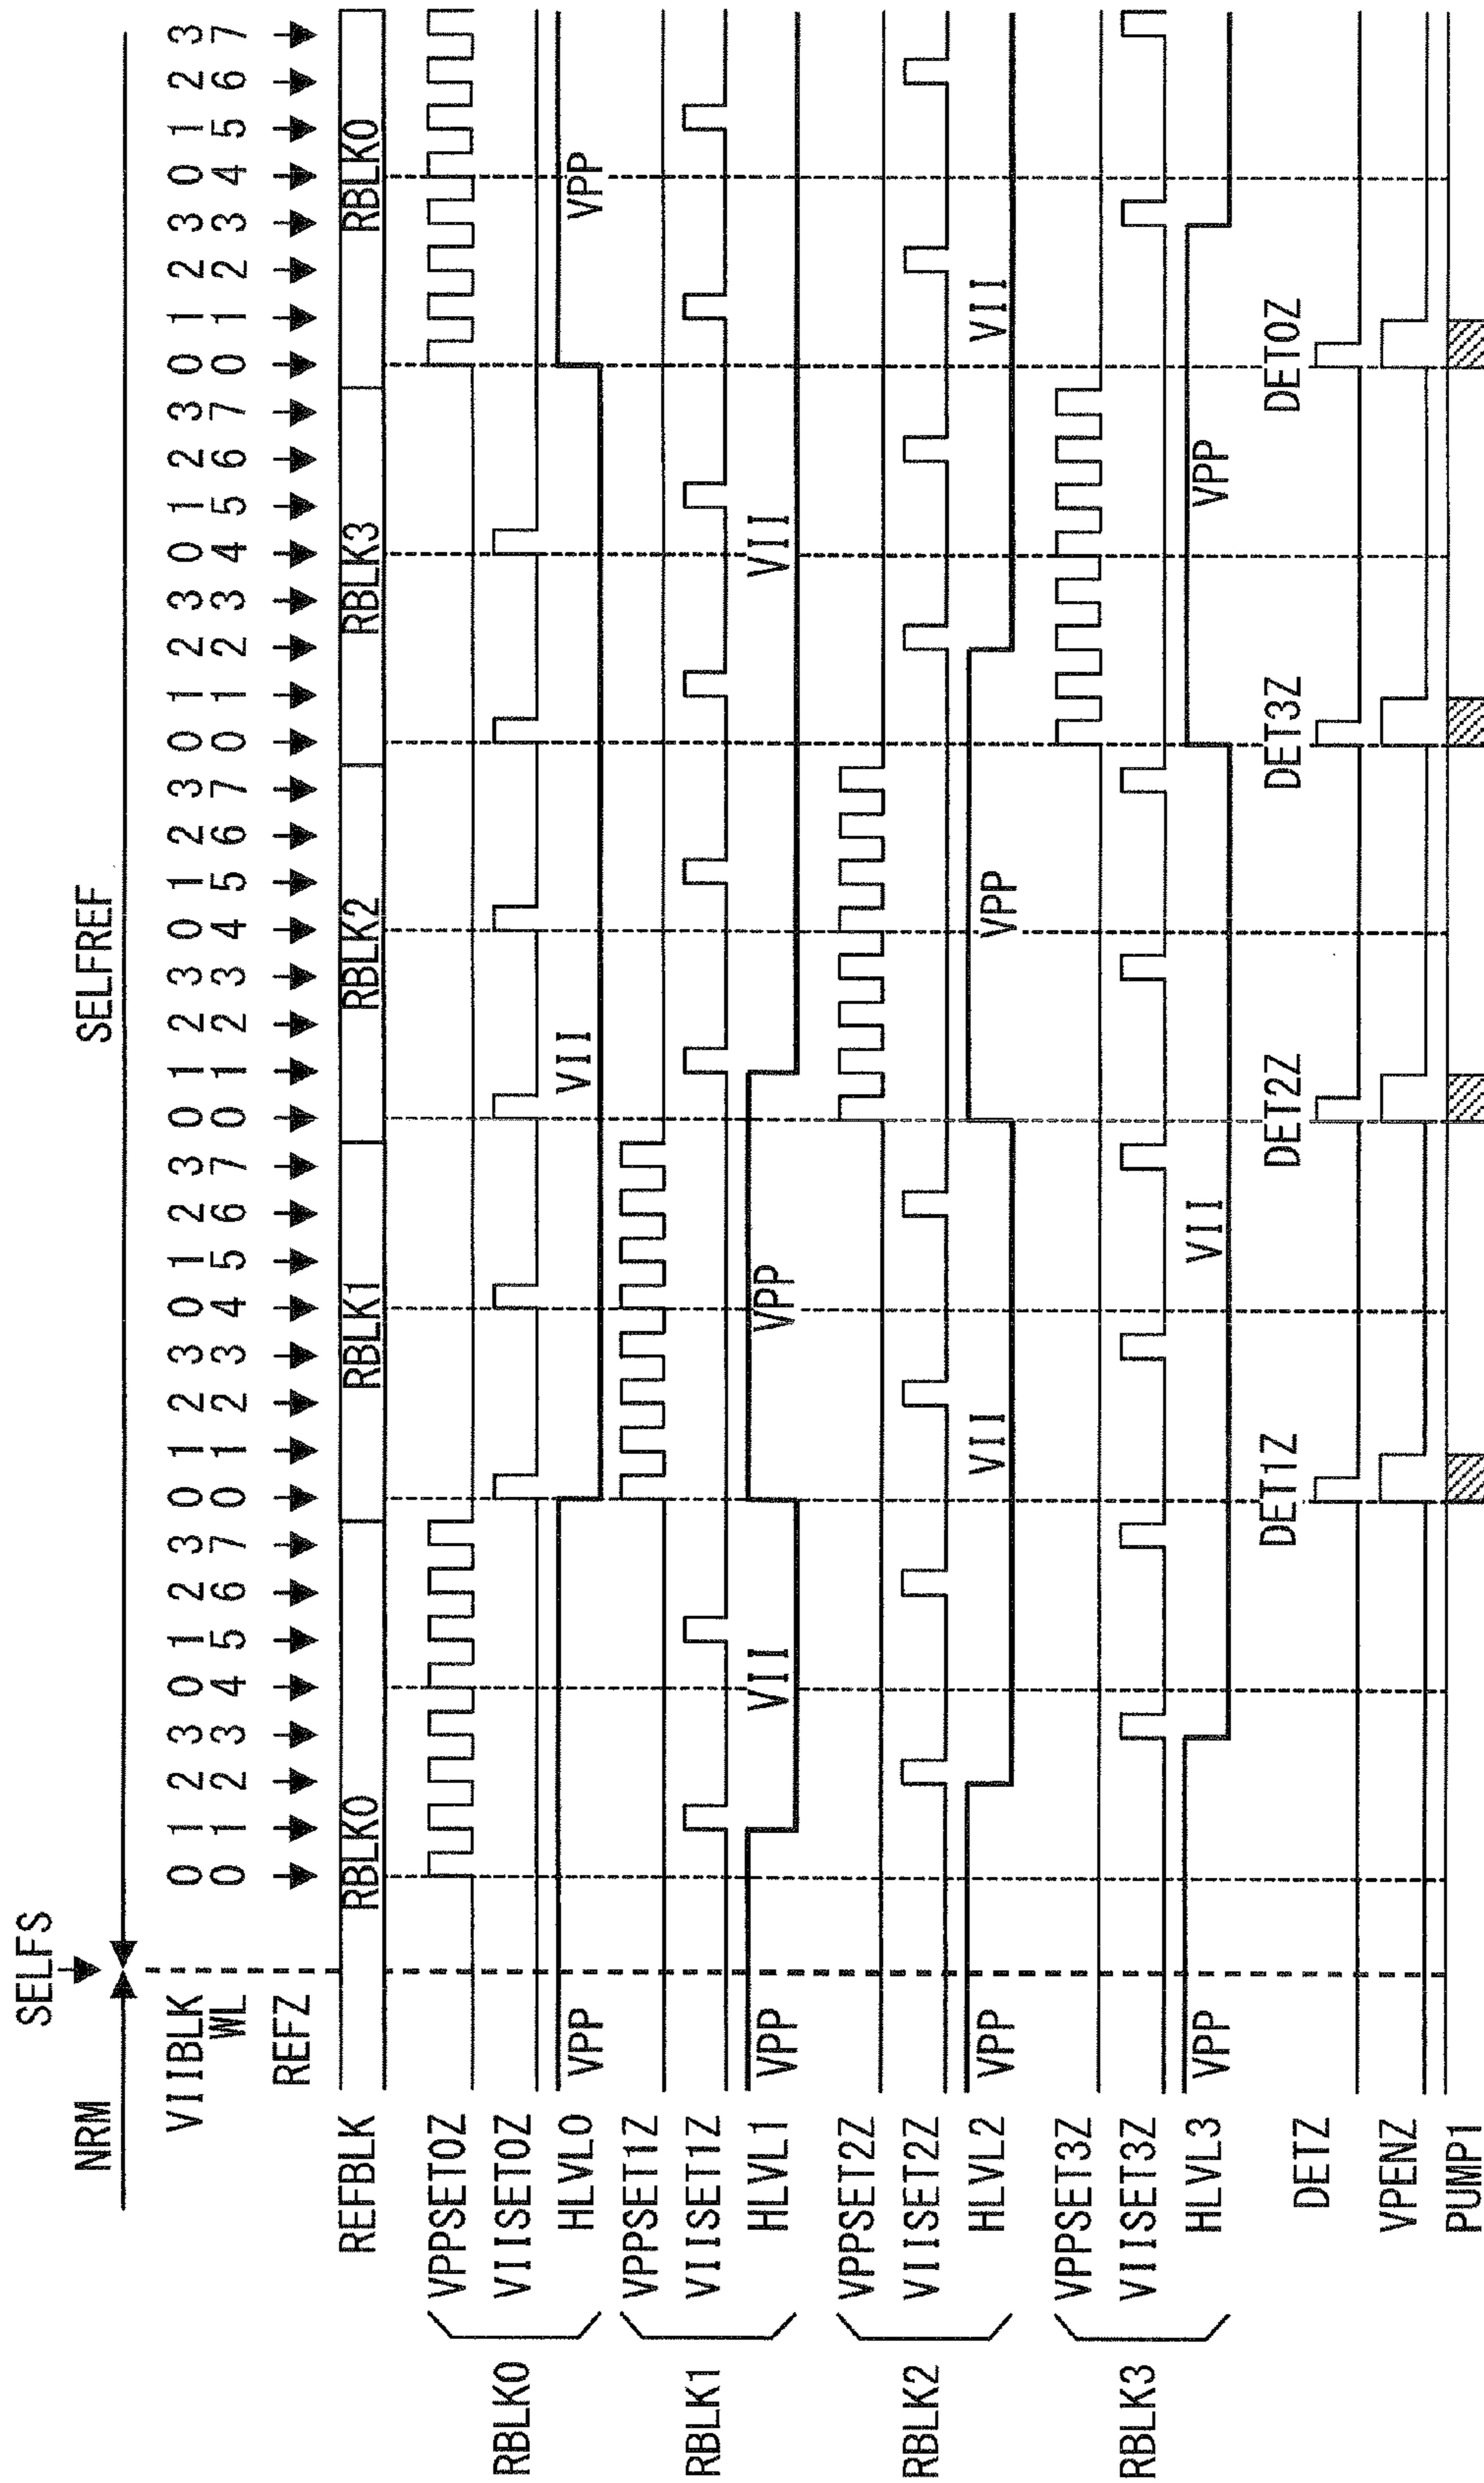 SELFS
NRM SELFREF
VIIBLK 0 1 2 3 0 1 2 3 0 1 2 3 0 1 2 3 0 1 2 3 0 1 2 3 0 1 2 3 0 1 2 3 0 1 2 3 0 1 2 3
WL 0 1 2 3 4 5 6 7 0 1 2 3 4 5 6 7 0 1 2 3 4 5 6 7 0 1 2 3 4 5 6 7 0 1 2 3 4 5 6 7
REFZ
REFBLK RBLK0 RBLK1 RBLK2 RBLK3 RBLK0
VPPSET0Z
RBLK0 VIISET0Z
HLVL0 VPP VII VPP
VPPSET1Z
RBLK1 VIISET1Z
HLVL1 VPP VII VPP VII
VPPSET2Z
RBLK2 VIISET2Z
HLVL2 VPP VII VPP VII
VPPSET3Z
RBLK3 VIISET3Z
HLVL3 VPP VII VPP
DETZ DET1Z DET2Z DET3Z DET0Z
VPENZ
PUMP1